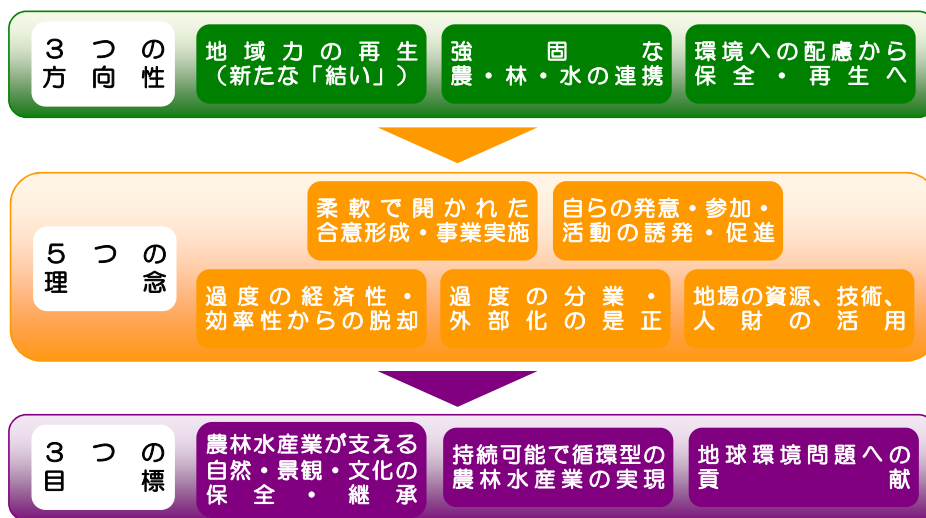 3つの
方向性
地域力の再生
（新たな「結い」）
強固な
農・林・水の連携
環境への配慮から
保全・再生へ
5つの
理念
柔軟で開かれた
合意形成・事業実施
自らの発意・参加・
活動の誘発・促進
過度の経済性・
効率性からの脱却
過度の分業・
外部化の是正
地場の資源、技術、
人財の活用
3つの
目標
農林水産業が支える
自然・景観・文化の
保全・継承
持続可能で循環型の
農林水産業の実現
地球環境問題への
貢献